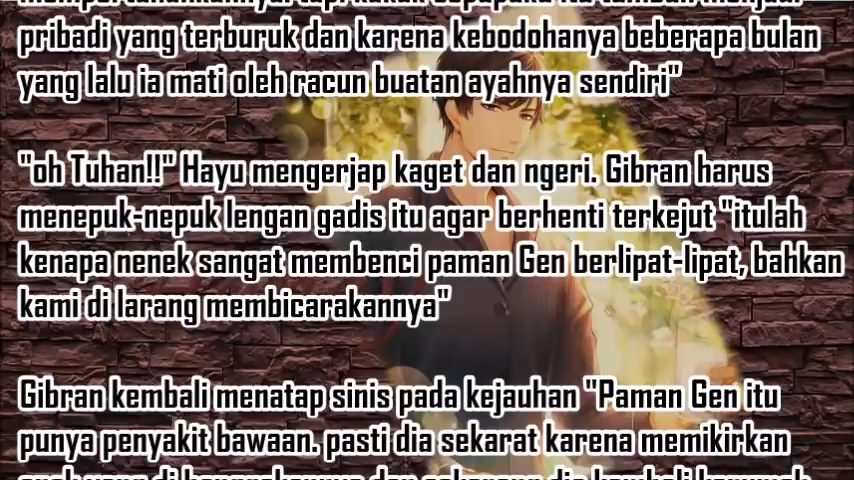 pribadi yang terburuk dan karena kebodohanya beberapa bulan
yang lalu ia mati oleh racun buatan ayahnya sendiri"
"oh Tuhan!!" Hayu mengerjap kaget dan ngeri. Gibran harus
menepuk-nepuk lengan gadis itu agar berhenti terkejut "itulah
kenapa nenek sangat membenci paman Gen berlipat-lipat, bahkan
kami di larang membicarakannya"
Gibran kembali menatap sinis pada kejauhan "Paman Gen itu
punya penyakit bawaan. pasti dia sekarat karena memikirkan